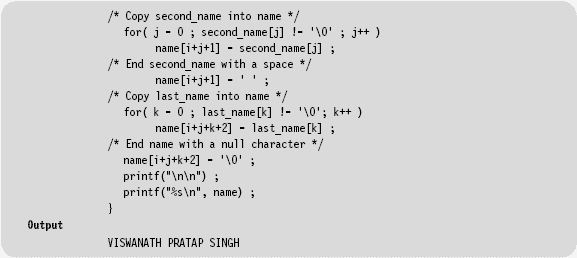 /* Copy second_name into name */
for( j = 0 ; second_name[j] != '\0' ; j++ )
name[i+j+1] = second_name[j] ;
/* End second_name with a space */
name[i+j+1] = ' ' ;
/* Copy last_name into name */
for( k = 0 ; last_name[k] != '\0'; k++ )
name[i+j+k+2] = last_name[k] ;
/* End name with a null character */
name[i+j+k+2] = '\0' ;
printf("\n\n") ;
printf("%s\n", name) ;
}
Output
VISWANATH PRATAP SINGH